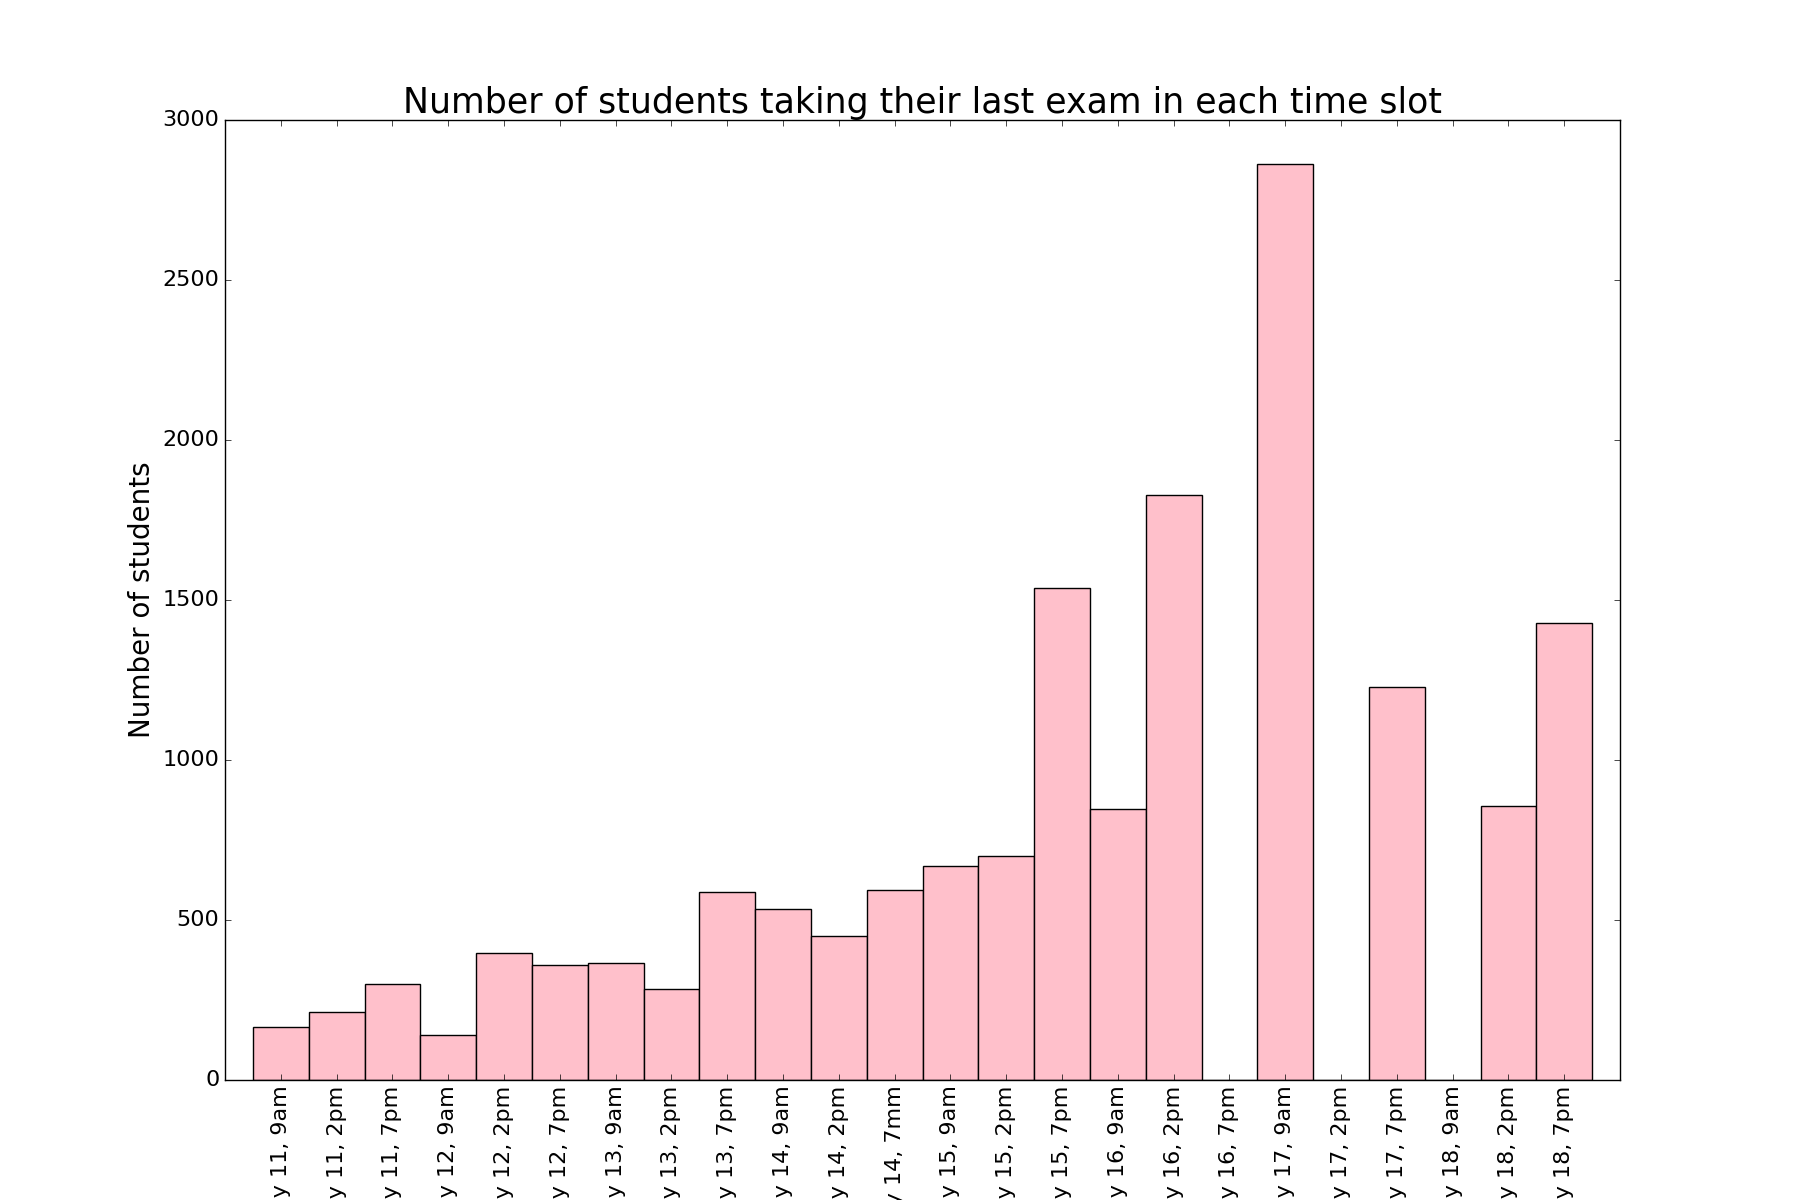 Number of students taking their last exam in each time slot
Number of students
3000
2500
2000
1500
1000
500
0
y 11, 9am
y 11, 2pm
y 11, 7pm
y 12, 9am
y 12, 2pm
y 12, 7pm
y 13, 9am
y 13, 2pm
y 13, 7pm
y 14, 9am
y 14, 2pm
y 14, 7mm
y 15, 9am
y 15, 2pm
y 15, 7pm
y 16, 9am
y 16, 2pm
y 16, 7pm
y 17, 9am
y 17, 2pm
y 17, 7pm
y 18, 9am
y 18, 2pm
y 18, 7pm